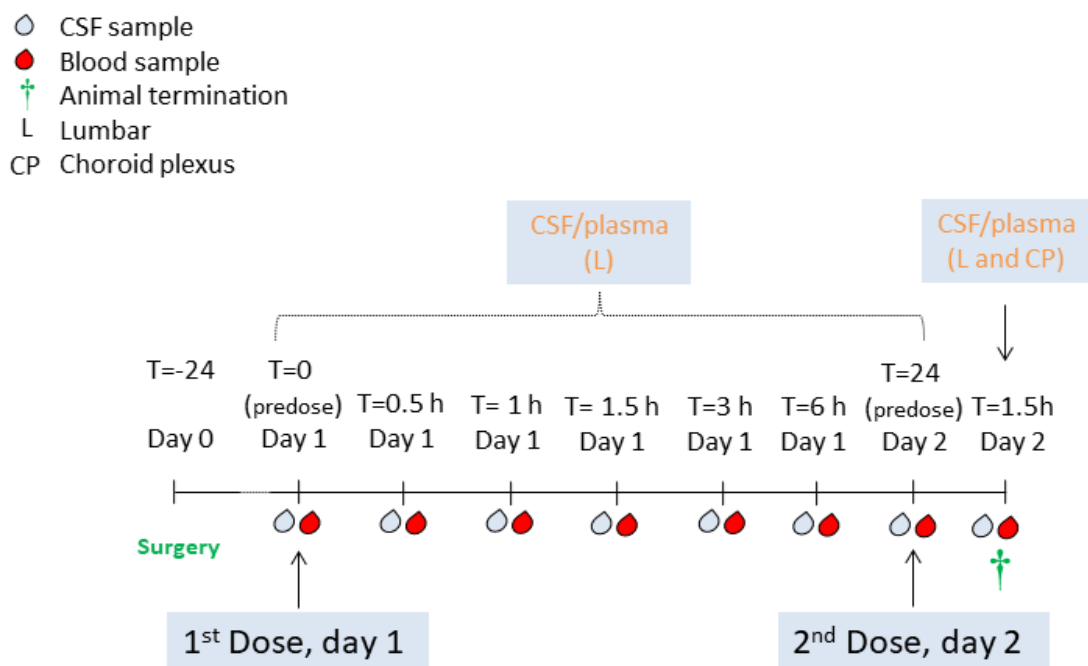 CSF sample
Blood sample
Animal termination
L Lumbar
CP Choroid plexus
CSF/plasma
(L)
CSF/plasma
(L and CP)
T=-24
Day 0
T=0
(predose)
Day 1
T=0.5 h
Day 1
T= 1 h
Day 1
T= 1.5 h
Day 1
T=3 h
Day 1
T=6 h
Day 1
T=24
(predose)
Day 2
T=1.5h
Day 2
Surgery
1st Dose, day 1
2nd Dose, day 2